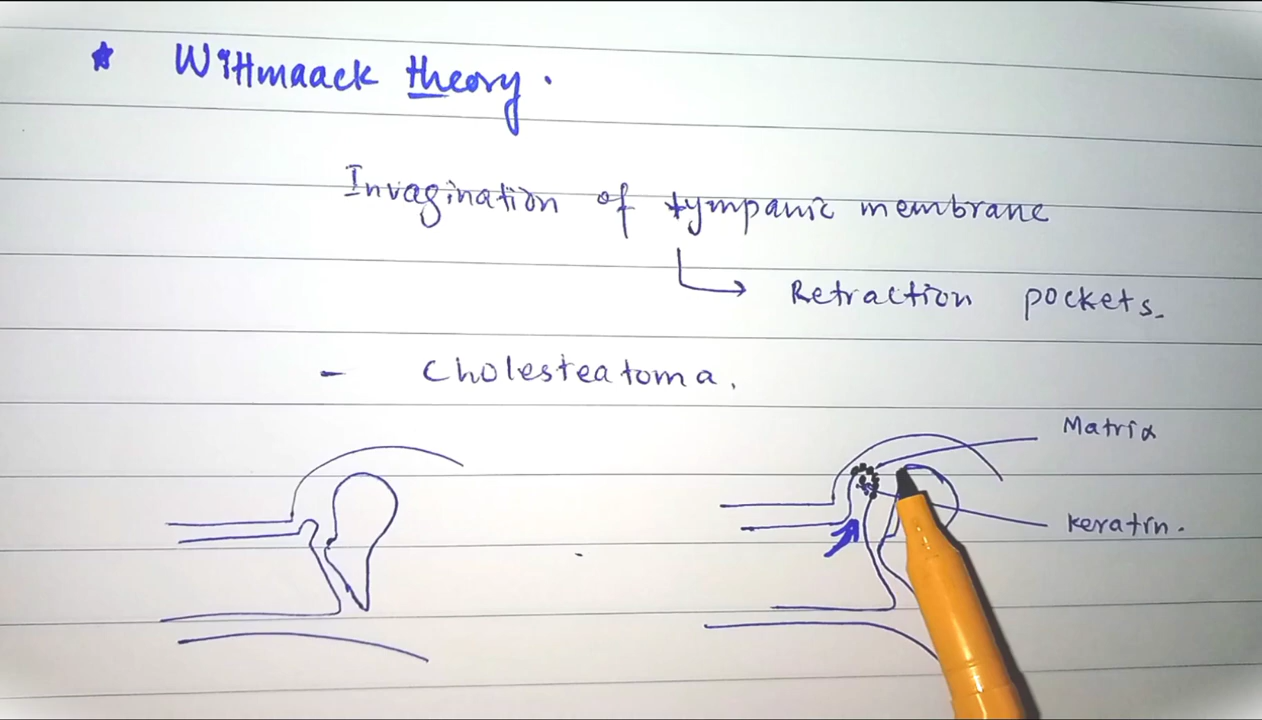 * Wittmaack theory.
Invagination of tympanic membrane
Retraction pockets.
- Cholesteatoma.
Matrix
Keratin.